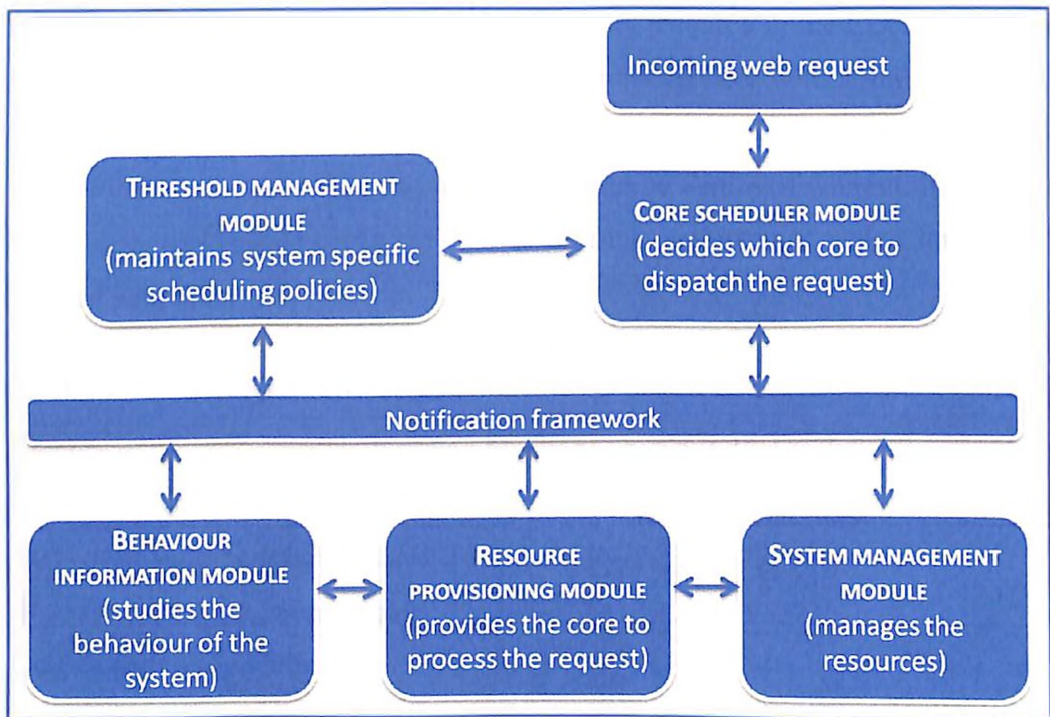 Incoming web request
THRESHOLD MANAGEMENT
MODULE
(maintains system specific
scheduling policies)
CORE SCHEDULER MODULE
(decides which core to
dispatch the request)
Notification framework
BEHAVIOUR
INFORMATION MODULE
(studies the
behaviour of the
system)
RESOURCE
PROVISIONING MODULE
(provides the core to
process the request)
SYSTEM MANAGEMENT
MODULE
(manages the
resources)